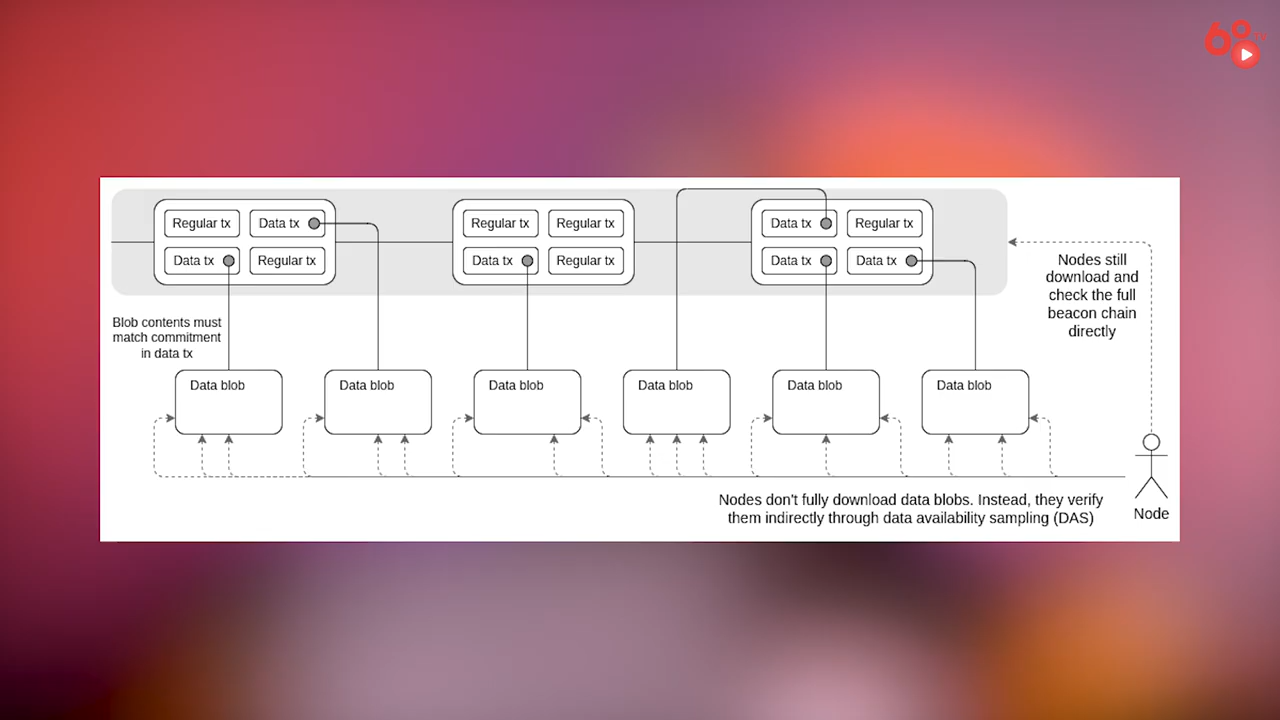 6° TV
Regular tx
Data tx
Data tx
Regular tx
Regular tx
Regular tx
Data tx
Regular tx
Data tx
Regular tx
Data tx
Data tx
Nodes still
download and
check the full
beacon chain
directly
Blob contents must
match commitment
in data tx
Data blob
Data blob
Data blob
Data blob
Data blob
Data blob
Nodes don't fully download data blobs. Instead, they verify
them indirectly through data availability sampling (DAS)
Node